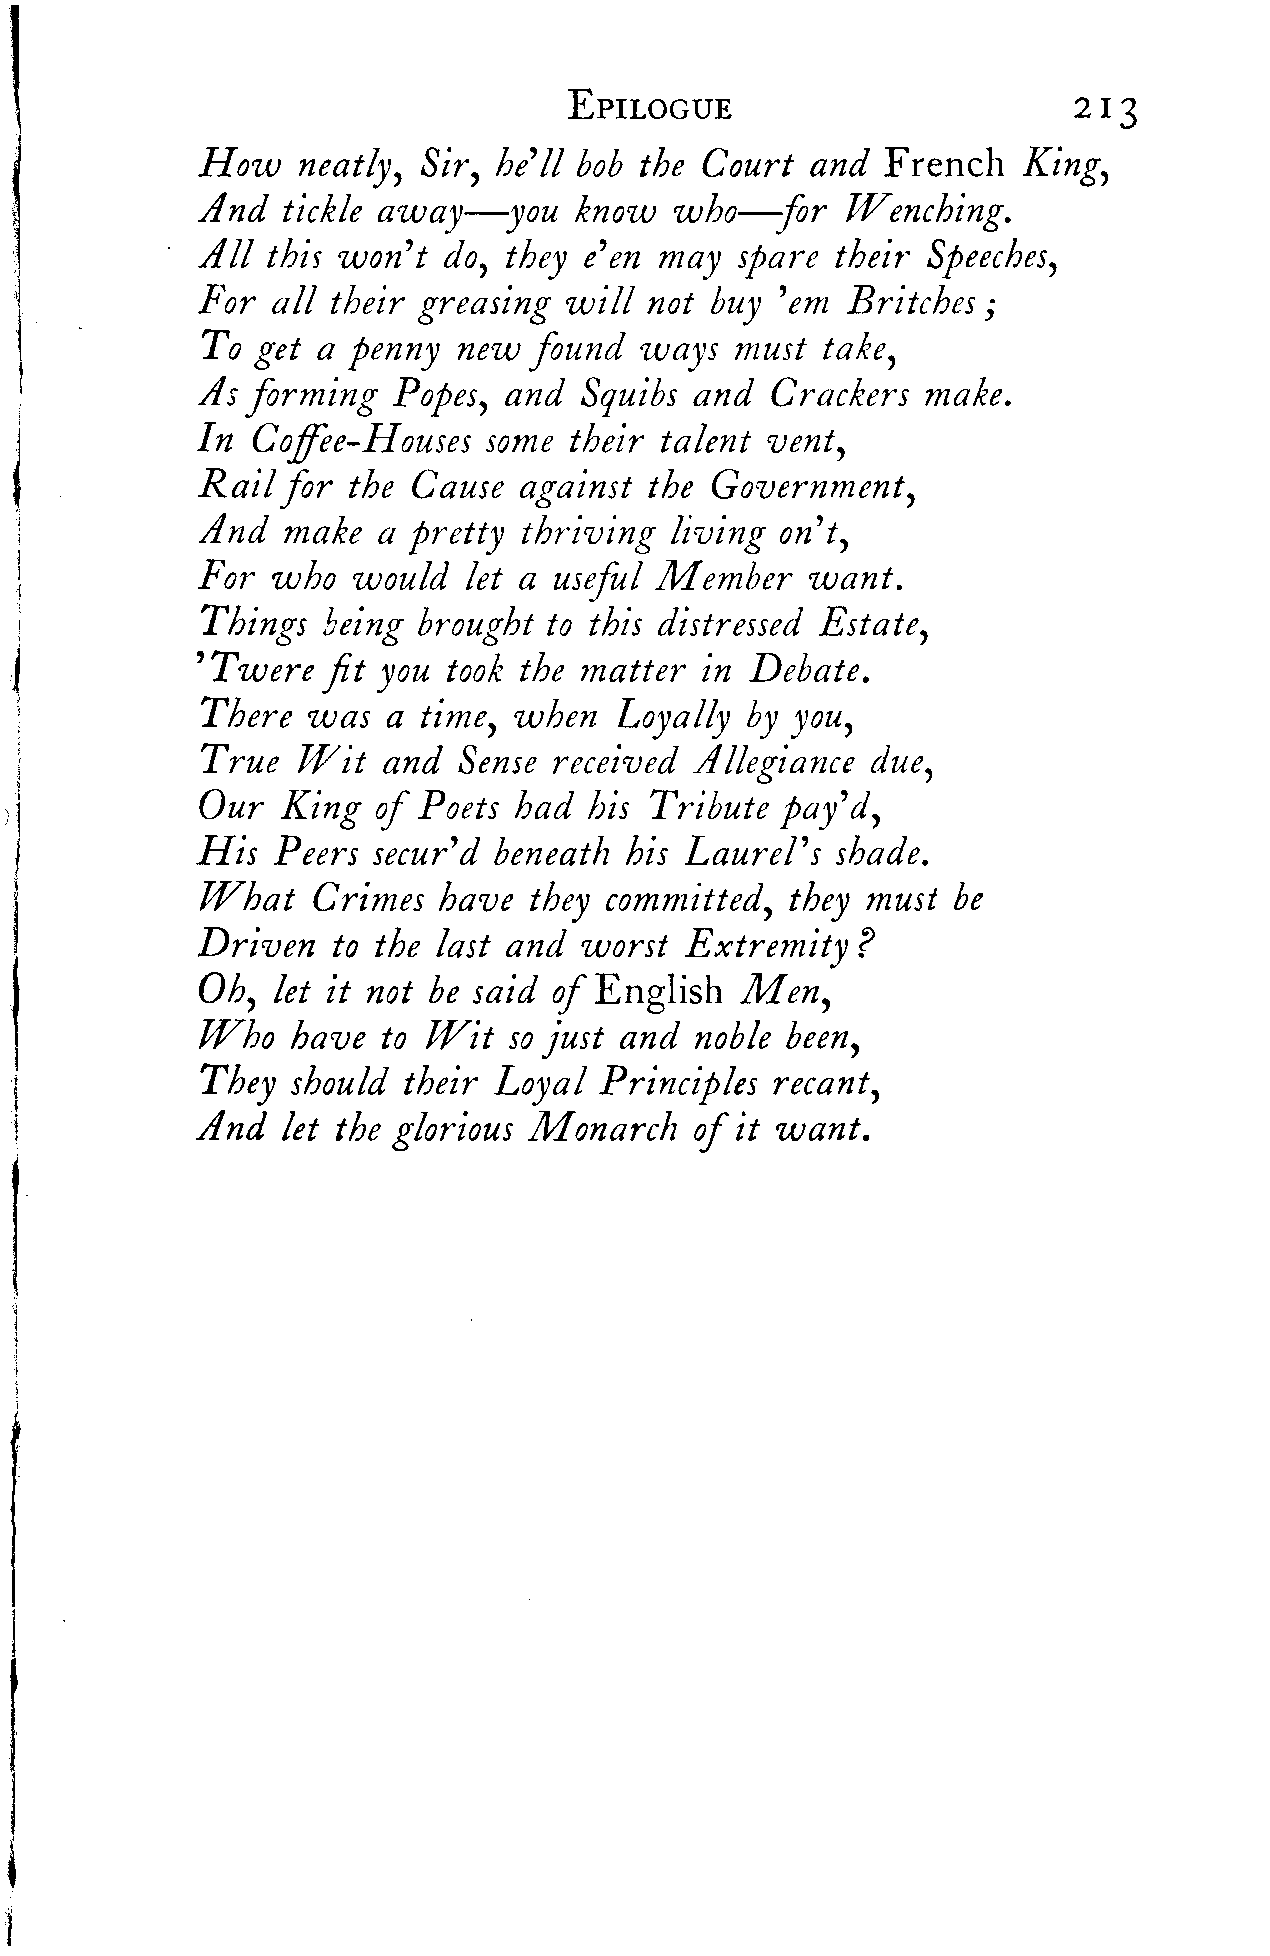 EPILOGUE 213
How neatly, Sir, he'll bob the Court and French King,
And tickle away—you know who—for Wenching.
All this won't do, they e'en may spare their Speeches,
For all their greasing will not buy 'em Britches ;
To get a penny new found ways must take,
As forming Popes, and Squibs and Crackers make.
In Coffee-Houses some their talent vent,
Rail for the Cause against the Government,
And make a pretty thriving living on't,
For who would let a useful Member want.
Things being brought to this distressed Estate,
'Twere fit you took the matter in Debate.
There was a time, when Loyally by you,
True Wit and Sense received Allegiance due,
Our King of Poets had his Tribute pay'd,
His Peers secur'd beneath his Laurel's shade.
What Crimes have they committed, they must be
Driven to the last and worst Extremity ?
Oh, let it not be said of English Men,
Who have to Wit so just and noble been,
They should their Loyal Principles recant,
And let the glorious Monarch of it want.